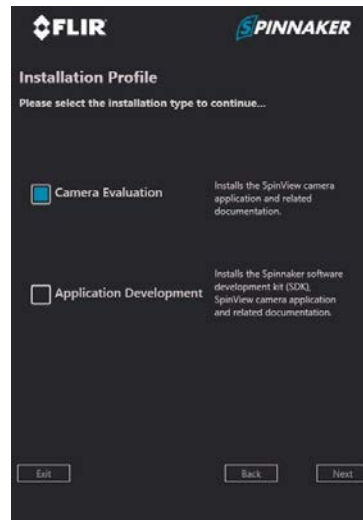 FLIR
SPINNAKER
Installation Profile
Please select the installation type to continue...
Camera Evaluation
Installs the SpinView camera
application and related
documentation.
Application Development
Installs the Spinnaker software
development kit (SDK),
SpinView camera application
and related documentation.
Exit
Back
Next